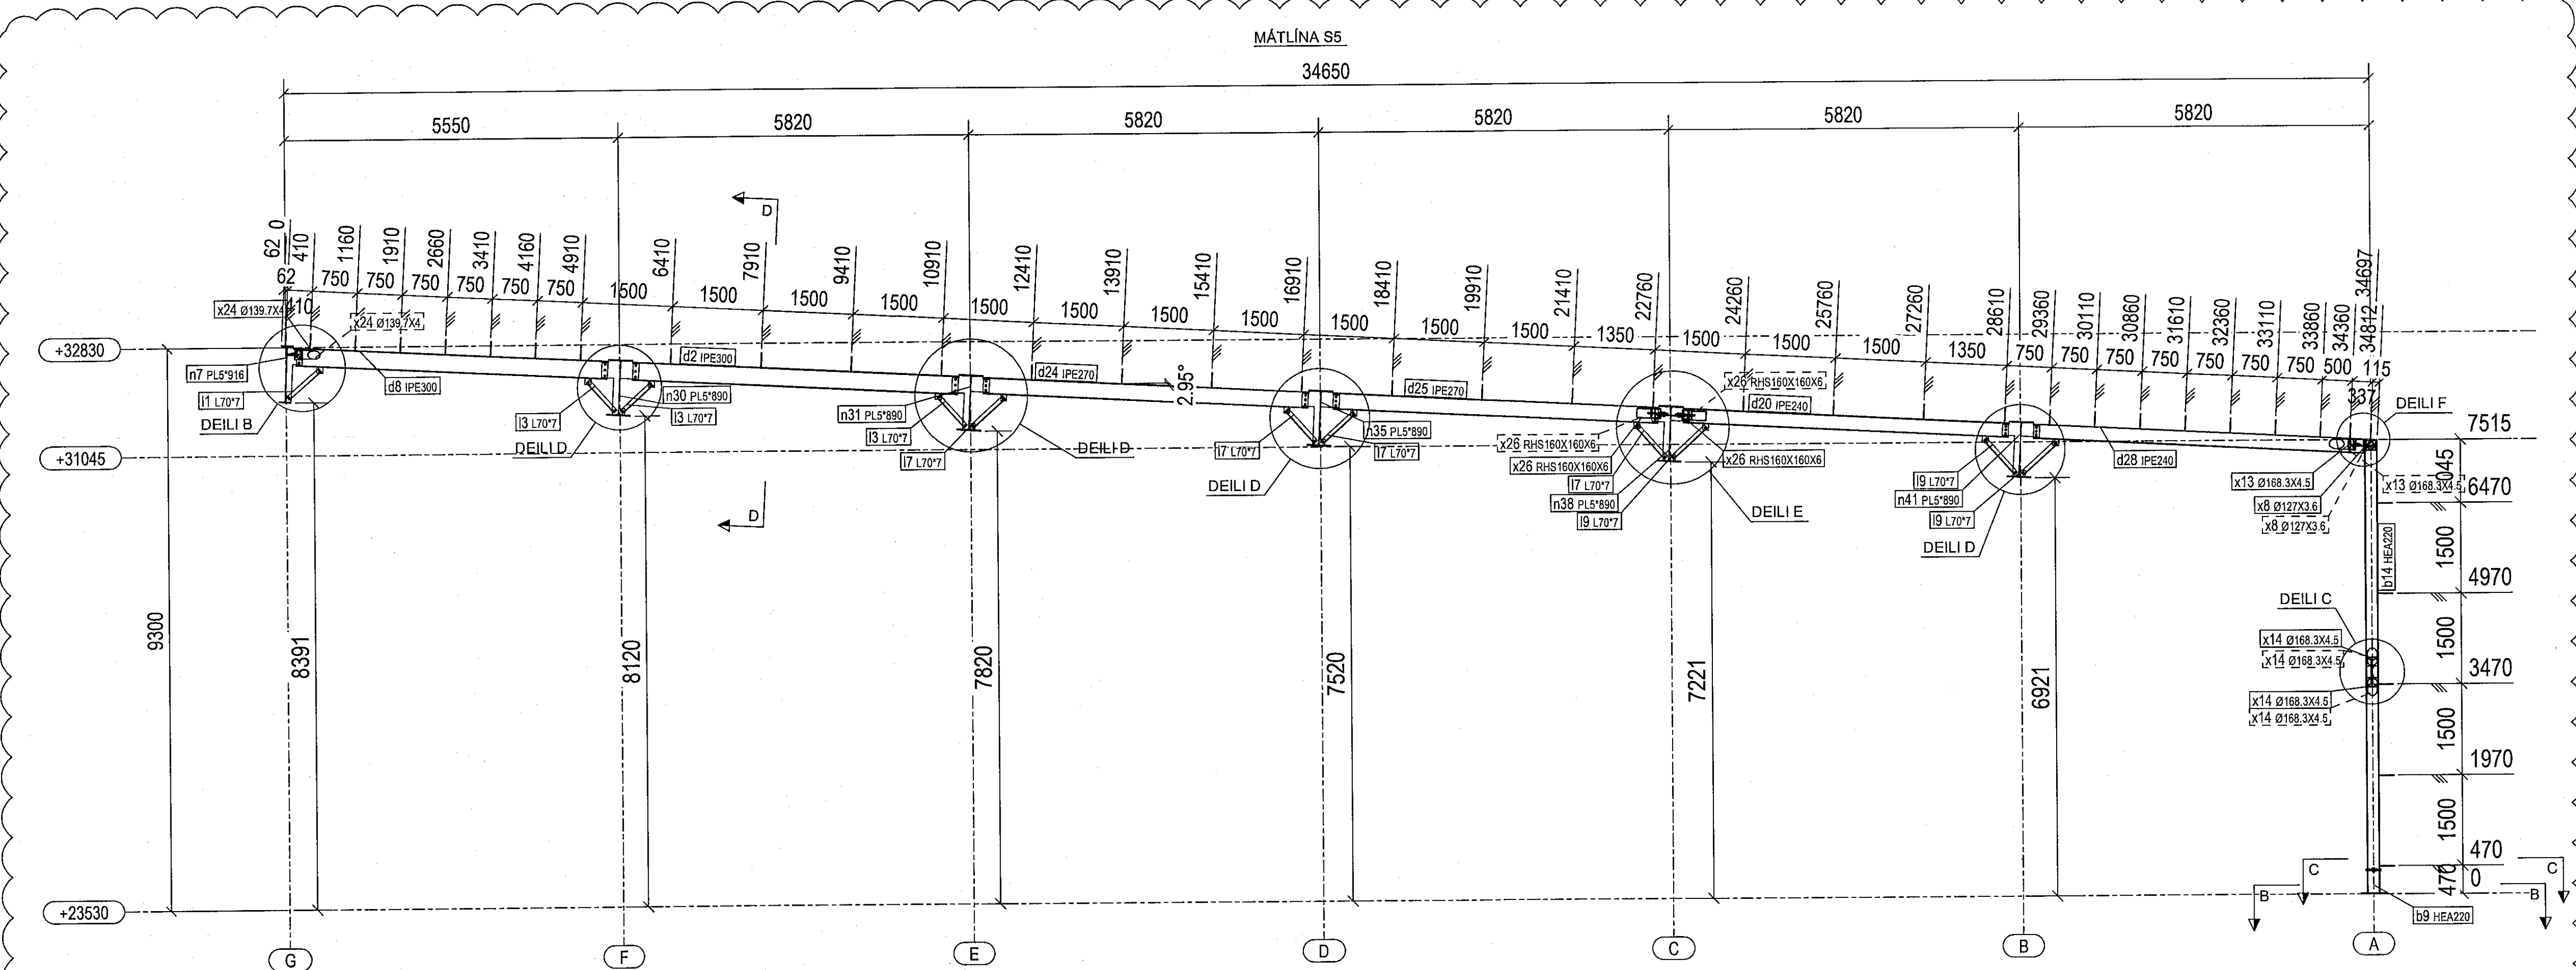 MÁTLÍNA S5
34650
5550
5820
5820
5820
5820
5820
D
62
0
410
1160
1910
2660
3410
4160
4910
6410
7910
9410
10910
12410
13910
15410
16910
18410
19910
21410
22760
24260
25760
27260
28610
29360
30110
30860
31610
32360
33110
33860
34360
34812
34697
62
410
750
750
750
750
750
750
1500
1500
1500
1500
1500
1500
1500
1500
1500
1500
1500
1350
1500
1500
1500
1350
750
750
750
750
750
750
750
500
337
115
x24 Ø139.7X4
x24 Ø139.7X4
+32830
n7 PL5*916
l1 L70*7
DEILI B
d8 IPE300
l3 L70*7
DEILI D
d2 IPE300
n30 PL5*890
l3 L70*7
n31 PL5*890
l3 L70*7
l7 L70*7
d24 IPE270
DEILI D
2.95°
l7 L70*7
DEILI D
d25 IPE270
n35 PL5*890
l7 L70*7
x26 RHS160X160X6
x26 RHS160X160X6
x26 RHS160X160X6
x26 RHS160X160X6
l7 L70*7
n38 PL5*890
l9 L70*7
d20 IPE240
DEILI E
l9 L70*7
n41 PL5*890
l9 L70*7
DEILI D
d28 IPE240
DEILI F
x13 Ø168.3X4.5
x13 Ø168.3X4.5
x8 Ø127X3.6
x8 Ø127X3.6
+31045
D
7515
1045
6470
1500
4970
1500
3470
1500
1970
1500
470
470
0
b14 HEA220
DEILI C
x14 Ø168.3X4.5
x14 Ø168.3X4.5
x14 Ø168.3X4.5
x14 Ø168.3X4.5
9300
8391
8120
7820
7520
7221
6921
C
C
B
B
b9 HEA220
+23530
G
F
E
D
C
B
A